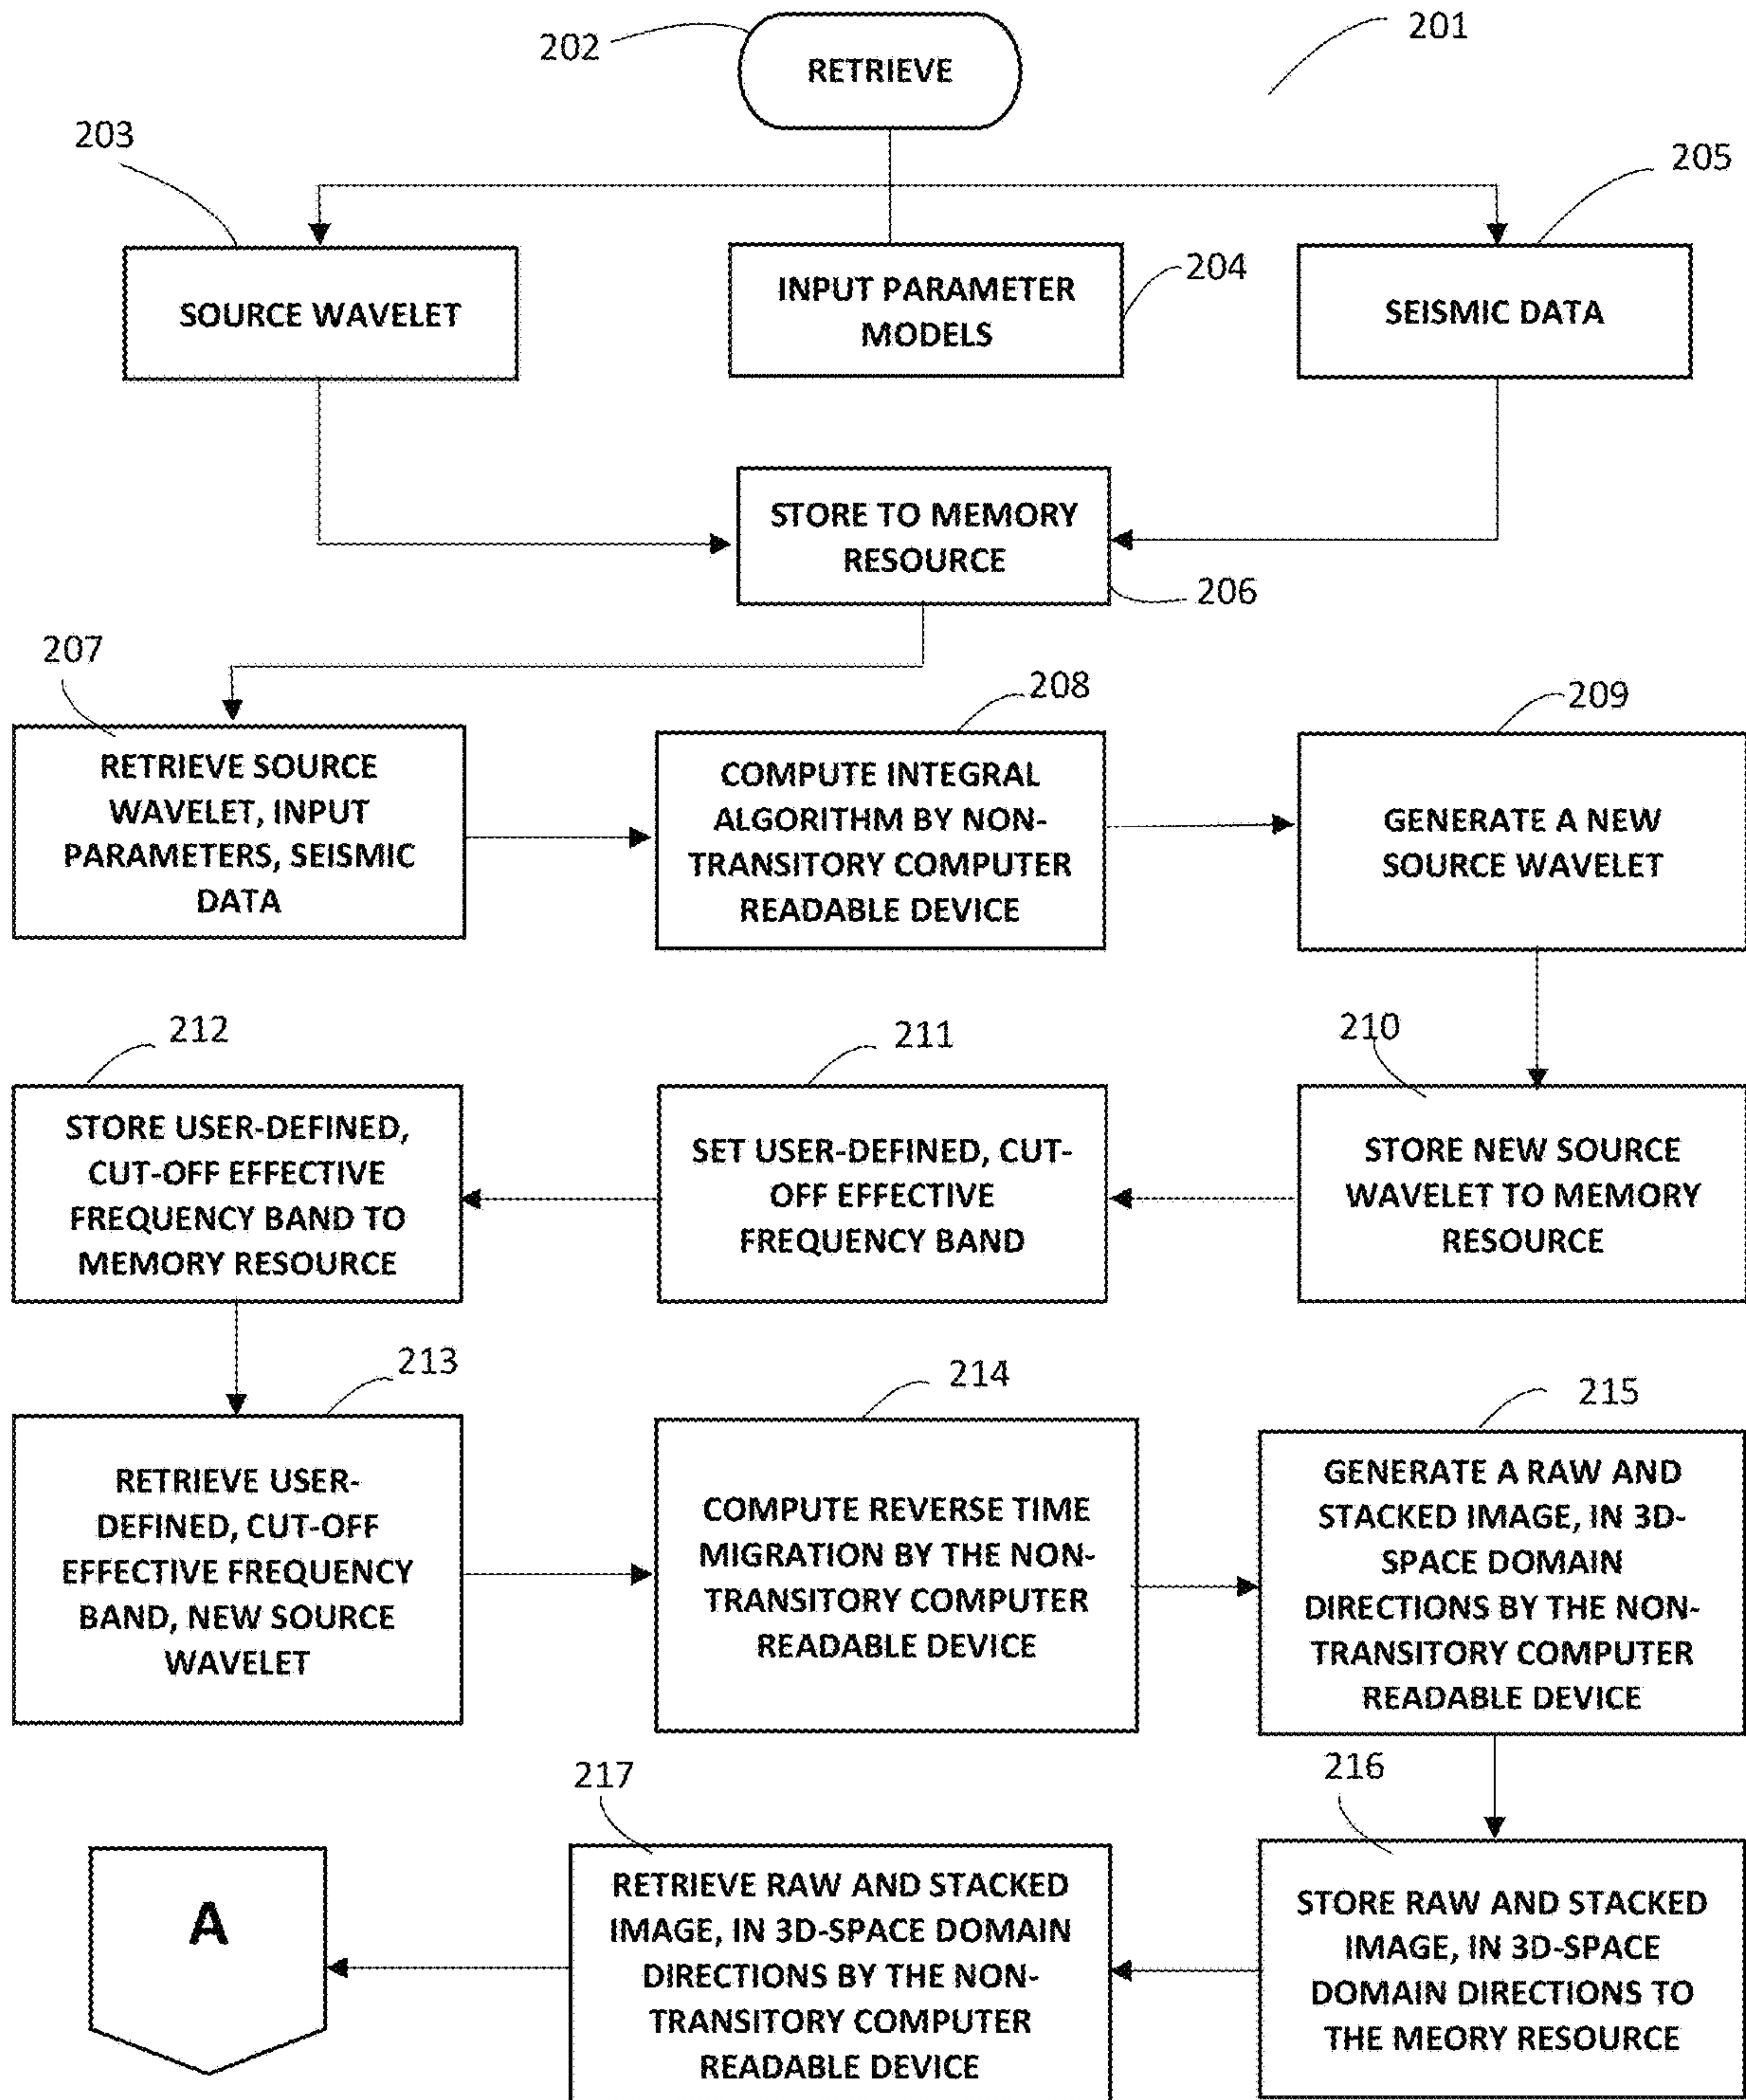 202
RETRIEVE
201
203
205
SOURCE WAVELET
INPUT PARAMETER
MODELS
204
SEISMIC DATA
STORE TO MEMORY
RESOURCE
206
207
RETRIEVE SOURCE
WAVELET, INPUT
PARAMETERS, SEISMIC
DATA
208
COMPUTE INTEGRAL
ALGORITHM BY NON-
TRANSITORY COMPUTER
READABLE DEVICE
209
GENERATE A NEW
SOURCE WAVELET
212
STORE USER-DEFINED,
CUT-OFF EFFECTIVE
FREQUENCY BAND TO
MEMORY RESOURCE
211
SET USER-DEFINED, CUT-
OFF EFFECTIVE
FREQUENCY BAND
210
STORE NEW SOURCE
WAVELET TO MEMORY
RESOURCE
213
RETRIEVE USER-
DEFINED, CUT-OFF
EFFECTIVE FREQUENCY
BAND, NEW SOURCE
WAVELET
214
COMPUTE REVERSE TIME
MIGRATION BY THE NON-
TRANSITORY COMPUTER
READABLE DEVICE
215
GENERATE A RAW AND
STACKED IMAGE, IN 3D-
SPACE DOMAIN
DIRECTIONS BY THE NON-
TRANSITORY COMPUTER
READABLE DEVICE
A
217
RETRIEVE RAW AND STACKED
IMAGE, IN 3D-SPACE DOMAIN
DIRECTIONS BY THE NON-
TRANSITORY COMPUTER
READABLE DEVICE
216
STORE RAW AND STACKED
IMAGE, IN 3D-SPACE
DOMAIN DIRECTIONS TO
THE MEORY RESOURCE